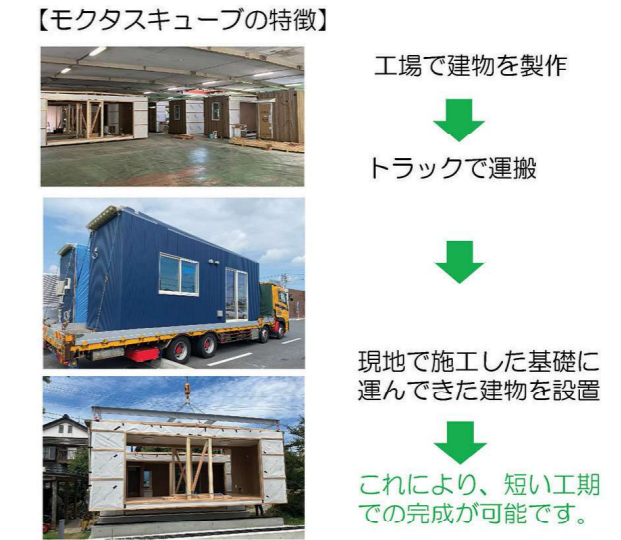 【モクタスキューブの特徴】
工場で建物を製作
トラックで運搬
現地で施工した基礎に
運んできた建物を設置
これにより、短い工期
での完成が可能です。